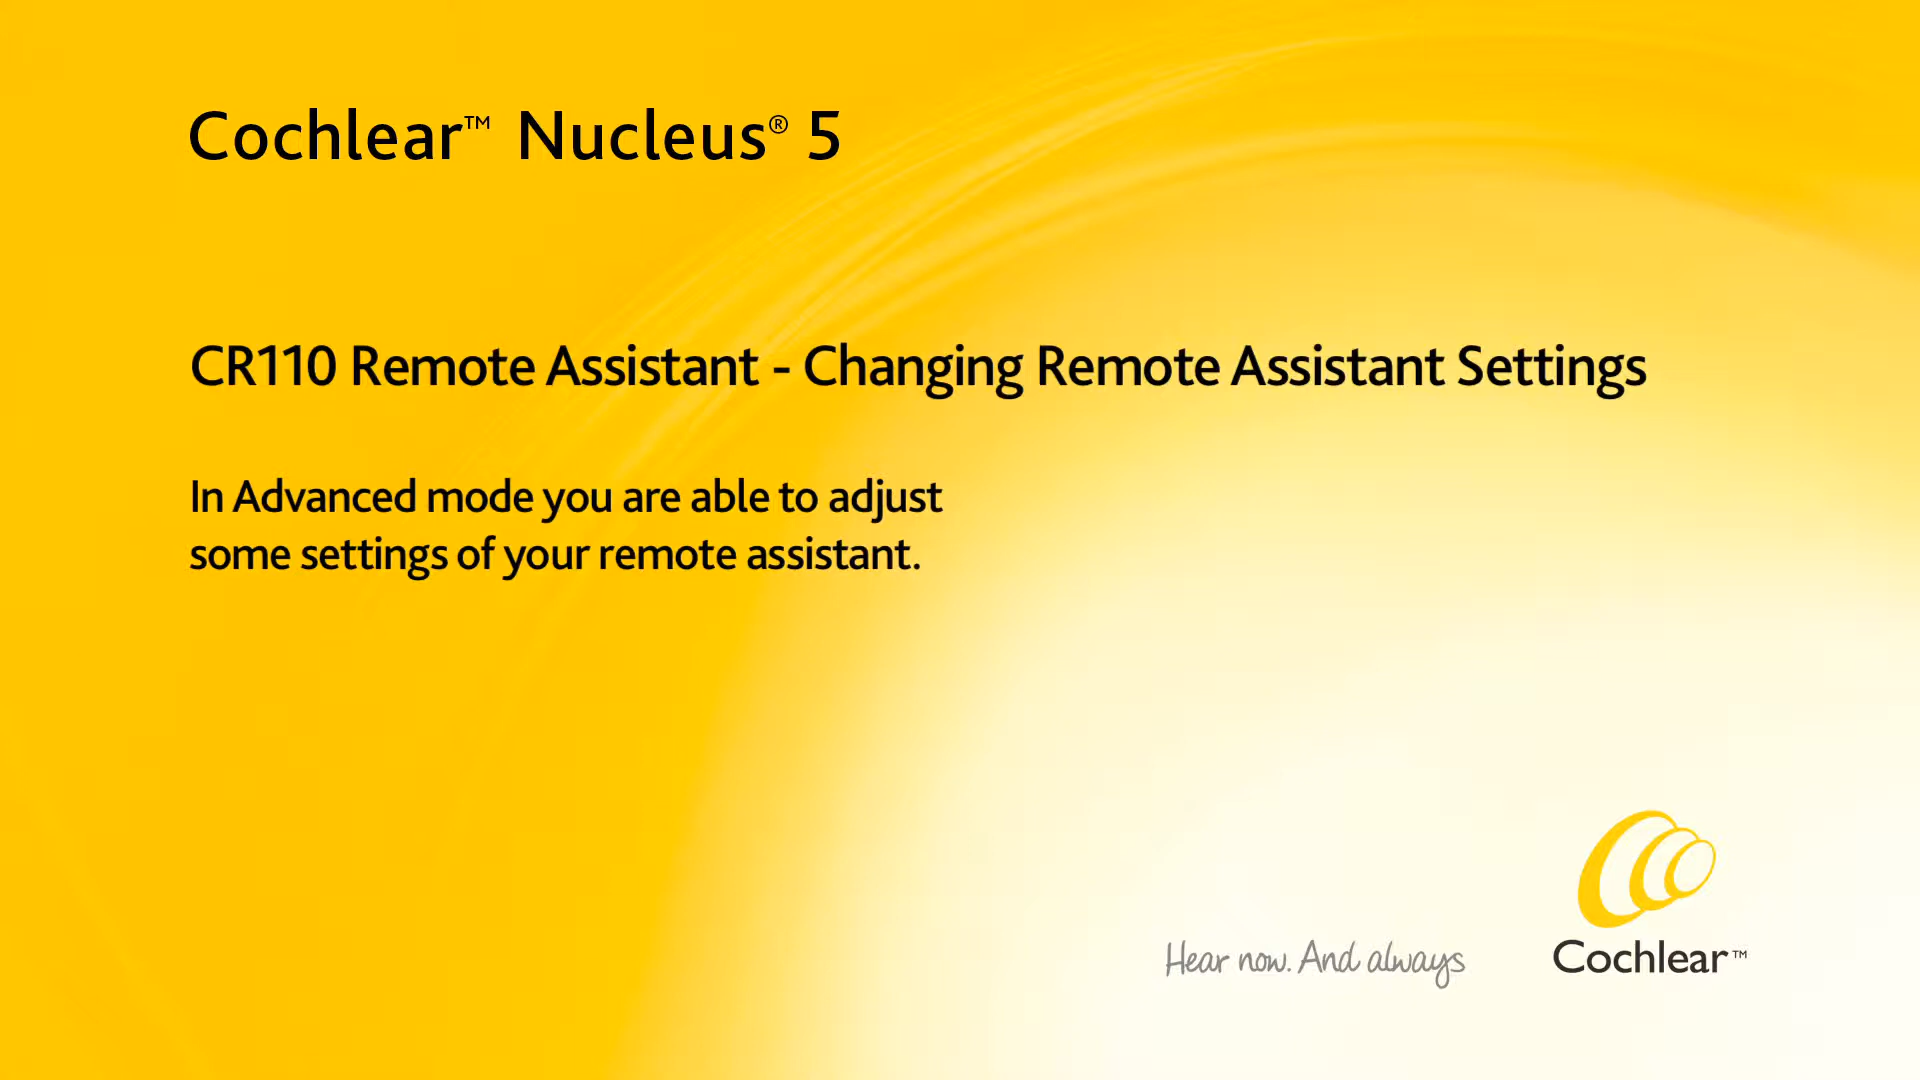 Cochlear™ Nucleus® 5
CR110 Remote Assistant - Changing Remote Assistant Settings
In Advanced mode you are able to adjust
some settings of your remote assistant.
Hear now. And always
Cochlear™